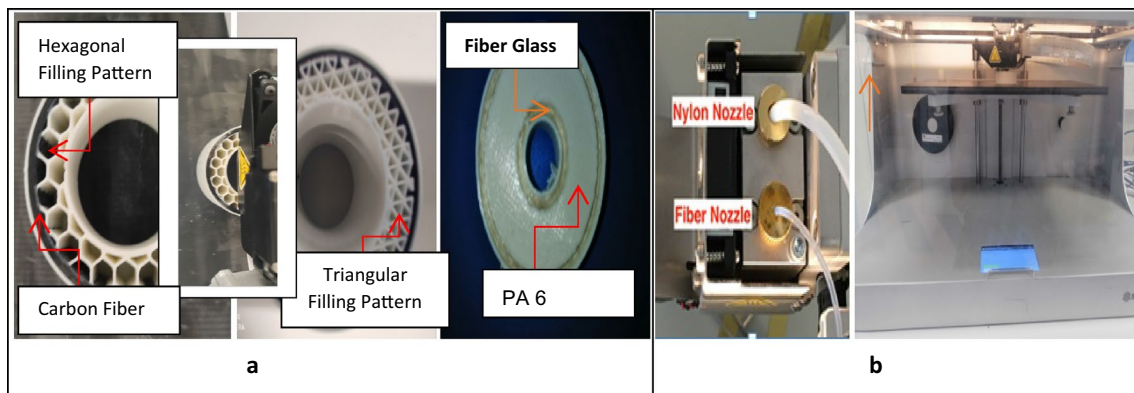 Hexagonal
Filling Pattern
Carbon Fiber
Triangular
Filling Pattern
Fiber Glass
PA 6
Nylon Nozzle
Fiber Nozzle
a
b